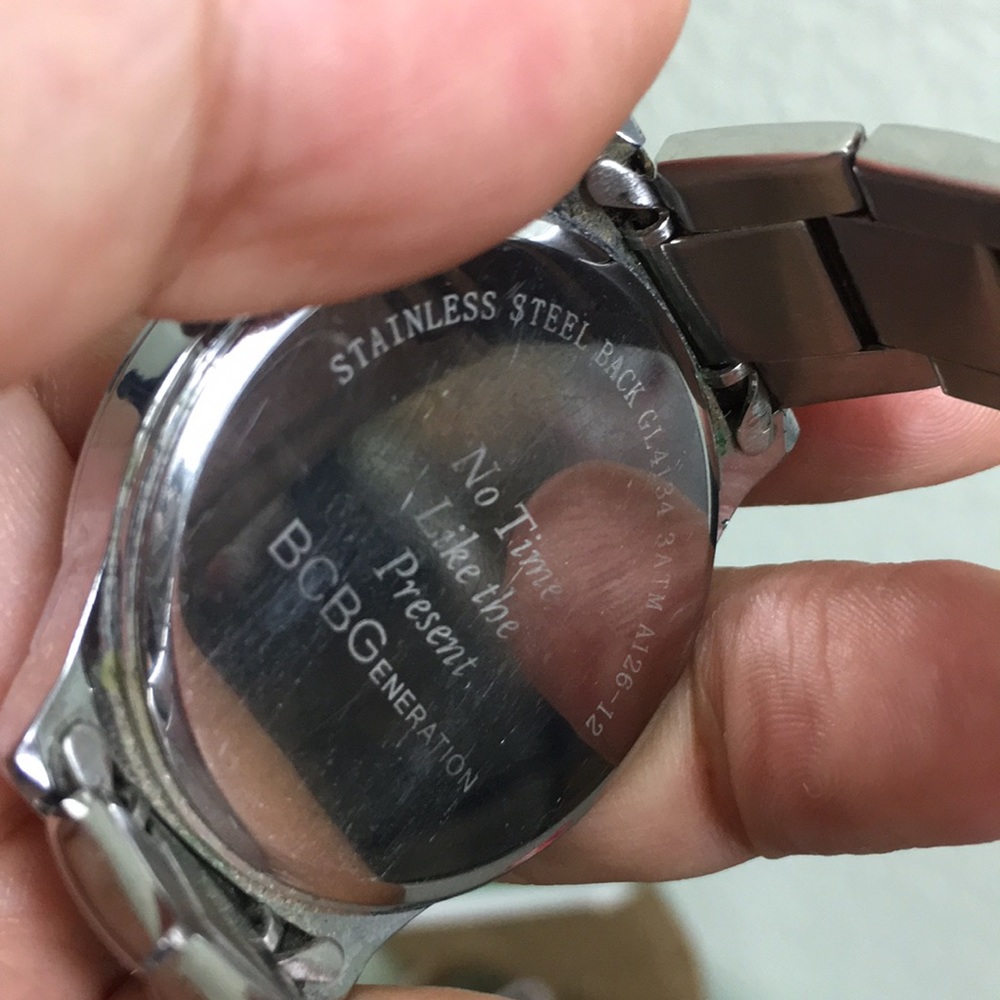 STAINLESS STEEL BACK GL4134 3ATM A126-12
No Time
Like the
Present
BCBGENERATION